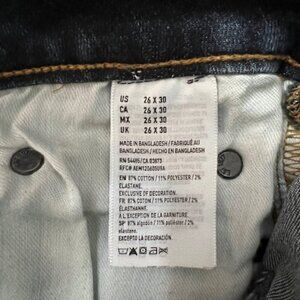 US 26 X 30
CA 26 X 30
MX 26 X 30
UK 26 X 30
MADE IN BANGLADESH / FABRIQUÉ AU
BANGLADESH / HECHO EN BANGLADESH
RN 54485/CA 03873
EN 87% COTTON / 11% POLYESTER / 2%
ELASTANE.
EXCLUSIVE OF DECORATION.
FR 87% COTON / 11% POLYESTER / 2%
ÉLASTHANNE.
À L'EXCEPTION DE LA GARNITURE
SP 87% algodón / 11% poliéster / 2%
elastano.
EXCEPTO LA DECORACIÓN.